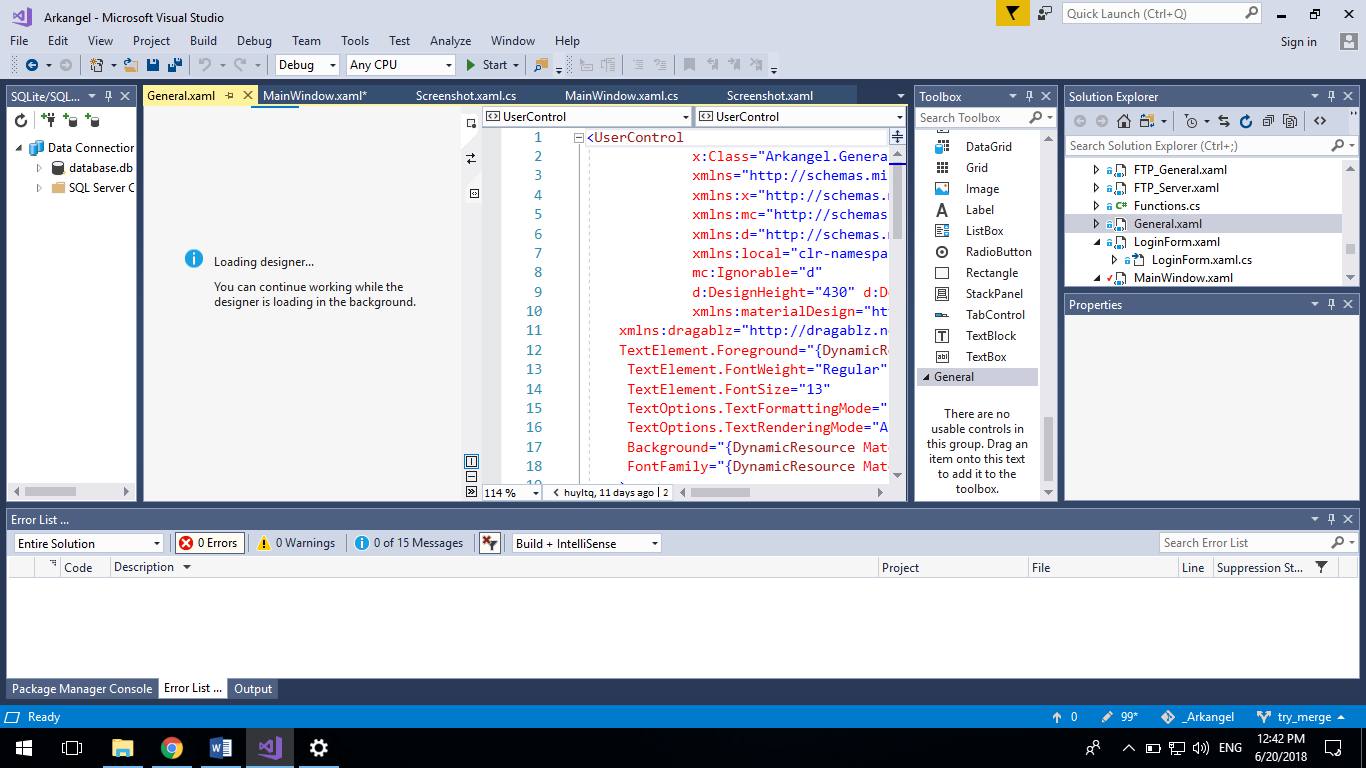 Arkangel - Microsoft Visual Studio
Quick Launch (Ctrl+Q)
File Edit View Project Build Debug Team Tools Test Analyze Window Help
Sign in
Debug Any CPU Start
SQLite/SQL...
Data Connection
database.db
SQL Server C
General.xaml MainWindow.xaml* Screenshot.xaml.cs MainWindow.xaml.cs Screenshot.xaml
Loading designer...
You can continue working while the
designer is loading in the background.
UserControl UserControl
1 <UserControl
2 x:Class="Arkangel.Genera
3 xmlns="http://schemas.mi
4 xmlns:x="http://schemas.
5 xmlns:mc="http://schemas
6 xmlns:d="http://schemas.
7 xmlns:local="clr-namespa
8 mc:Ignorable="d"
9 d:DesignHeight="430" d:D
10 xmlns:materialDesign="ht
11 xmlns:dragablz="http://dragablz.n
12 TextElement.Foreground="{DynamicR
13 TextElement.FontWeight="Regular"
14 TextElement.FontSize="13"
15 TextOptions.TextFormattingMode="
16 TextOptions.TextRenderingMode="A
17 Background="{DynamicResource Mat
18 FontFamily="{DynamicResource Mat
19 >
114 % huyltq, 11 days ago | 2
Toolbox
Search Toolbox
DataGrid
Grid
Image
Label
ListBox
RadioButton
Rectangle
StackPanel
TabControl
TextBlock
TextBox
General
There are no
usable controls in
this group. Drag an
item onto this text
to add it to the
toolbox.
Solution Explorer
Search Solution Explorer (Ctrl+;)
FTP_General.xaml
FTP_Server.xaml
C# Functions.cs
General.xaml
LoginForm.xaml
LoginForm.xaml.cs
MainWindow.xaml
Properties
Error List ...
Entire Solution 0 Errors 0 Warnings 0 of 15 Messages Build + IntelliSense Search Error List
Code Description Project File Line Suppression St...
Package Manager Console Error List ... Output
Ready 0 99* _Arkangel try_merge
ENG 12:42 PM
6/20/2018